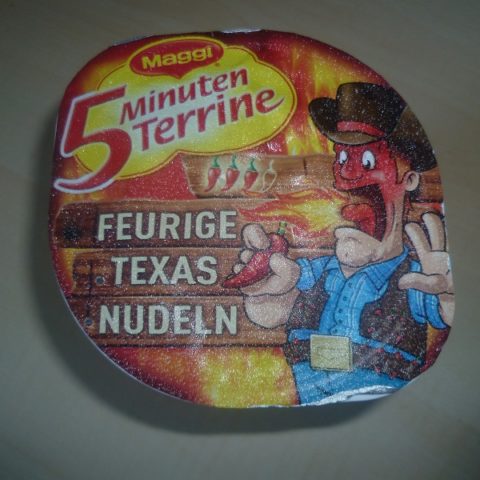 Maggi
5 Minuten
Terrine
FEURIGE
TEXAS
NUDELN